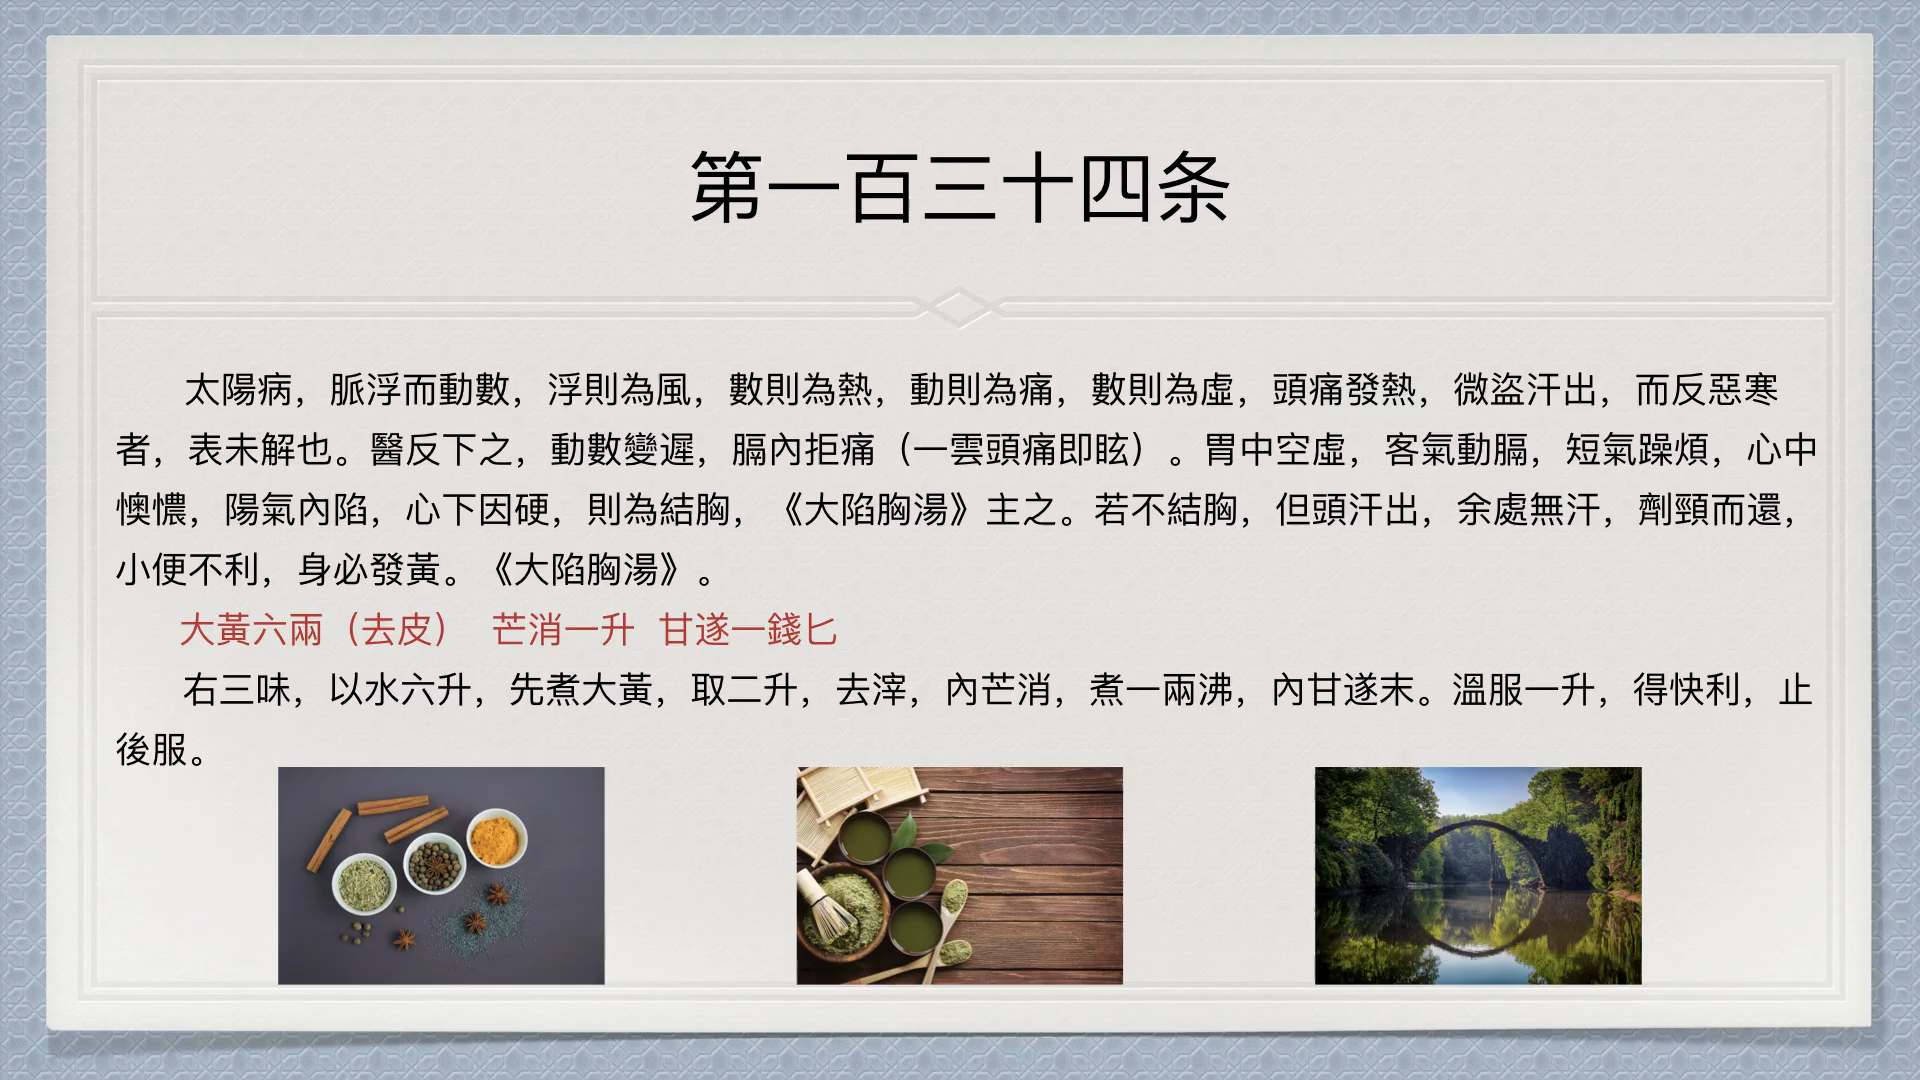 第一百三十四条
太陽病，脈浮而動數，浮則為風，數則為熱，動則為痛，數則為虛，頭痛發熱，微盜汗出，而反惡寒
者，表未解也。醫反下之，動數變遲，膈內拒痛（一雲頭痛即眩）。胃中空虛，客氣動膈，短氣躁煩，心中
懊憹，陽氣內陷，心下因硬，則為結胸，《大陷胸湯》主之。若不結胸，但頭汗出，余處無汗，劑頸而還，
小便不利，身必發黃。《大陷胸湯》。
大黃六兩（去皮） 芒消一升 甘遂一錢匕
右三味，以水六升，先煮大黃，取二升，去滓，內芒消，煮一兩沸，內甘遂末。溫服一升，得快利，止
後服。